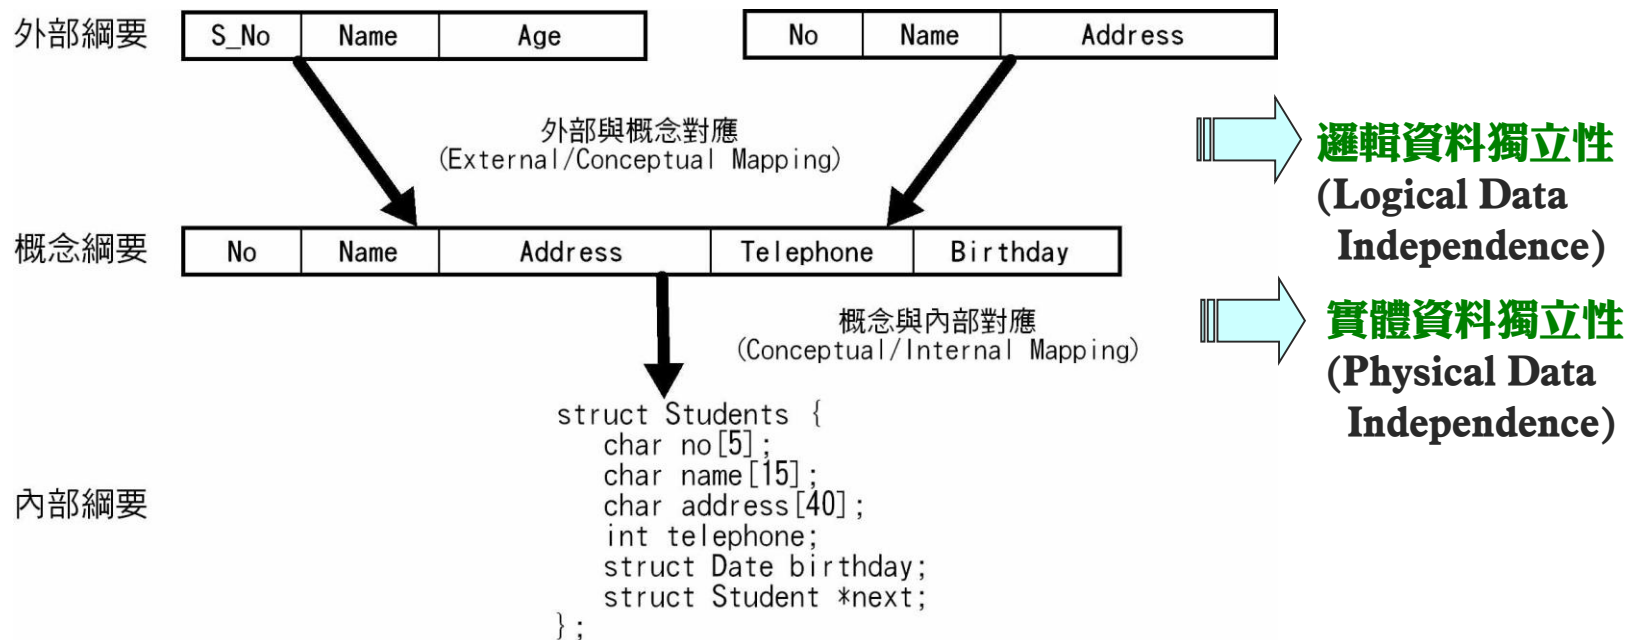 外部綱要 S_No Name Age No Name Address
外部與概念對應
(External/Conceptual Mapping)
邏輯資料獨立性
(Logical Data
Independence)
概念綱要 No Name Address Telephone Birthday
概念與內部對應
(Conceptual/Internal Mapping)
實體資料獨立性
(Physical Data
Independence)
內部綱要
struct Students {
char no[5];
char name[15];
char address[40];
int telephone;
struct Date birthday;
struct Student *next;
};